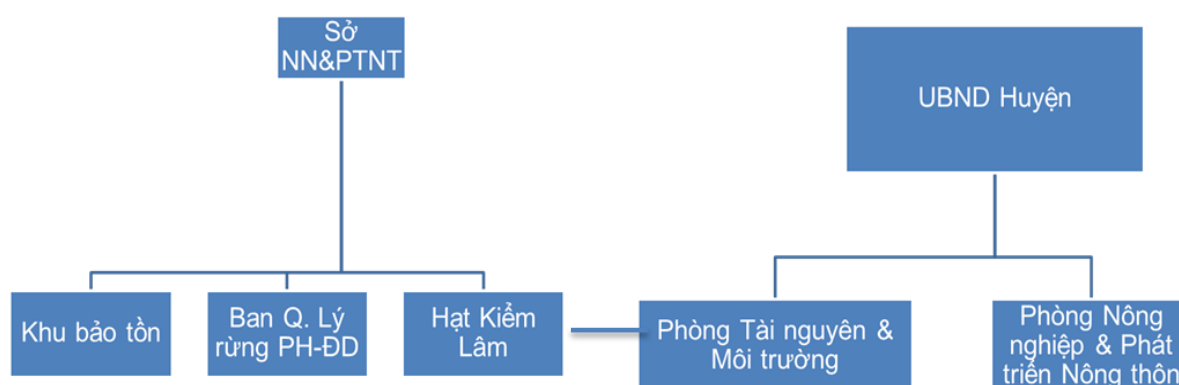 Sở
NN&PTNT
UBND Huyện
Khu bảo tồn
Ban Q. Lý
rừng PH-ĐD
Hạt Kiểm
Lâm
Phòng Tài nguyên &
Môi trường
Phòng Nông
nghiệp & Phát
triển Nông thôn